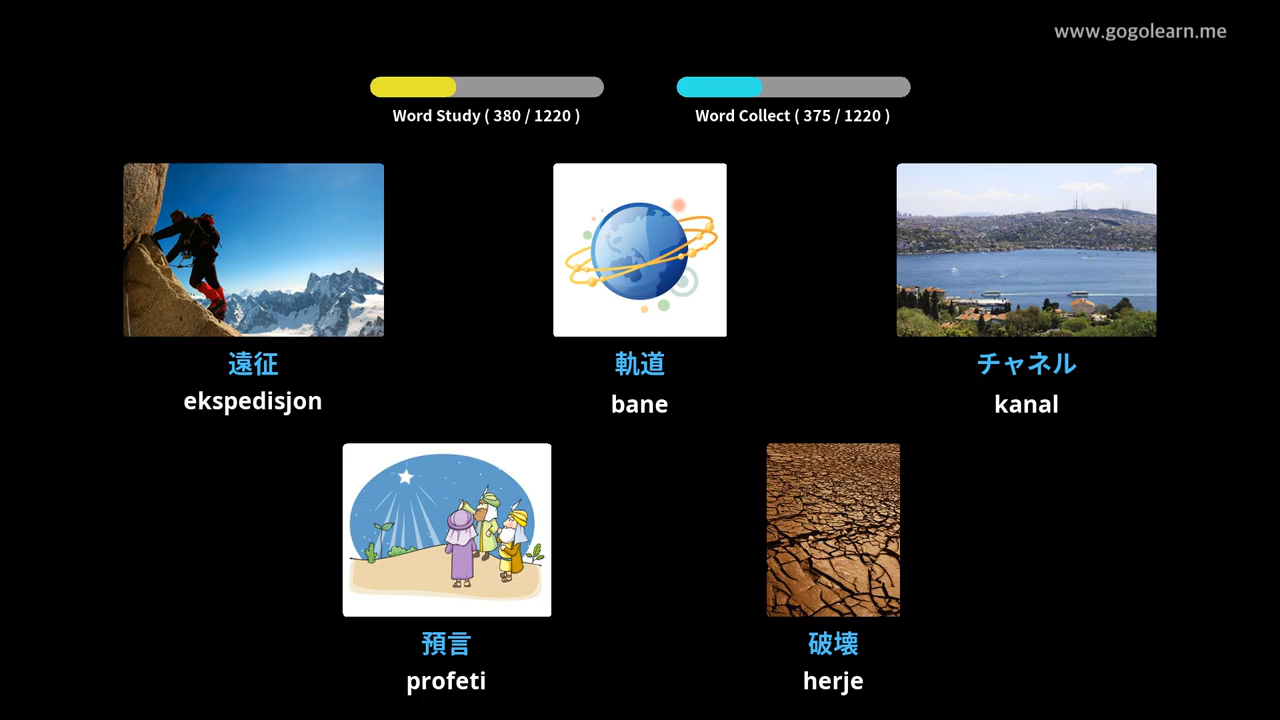 www.gogolearn.me
Word Study ( 380 / 1220 )
Word Collect ( 375 / 1220 )
遠征
ekspedisjon
軌道
bane
チャネル
kanal
預言
profeti
破壊
herje